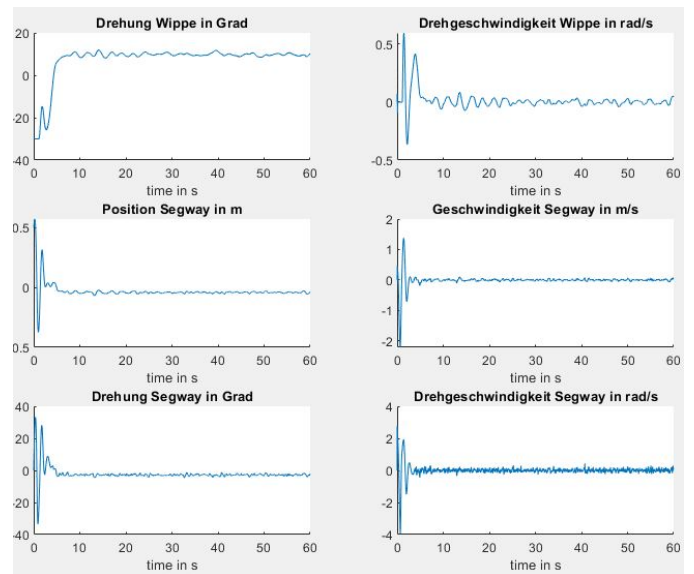 Drehung Wippe in Grad
20
0
-20
-40
0 10 20 30 40 50 60
time in s
Drehgeschwindigkeit Wippe in rad/s
0.5
0
-0.5
0 10 20 30 40 50 60
time in s
Position Segway in m
0.5
0
0.5
0 10 20 30 40 50 60
time in s
Geschwindigkeit Segway in m/s
2
1
0
-1
-2
0 10 20 30 40 50 60
time in s
Drehung Segway in Grad
40
20
0
-20
-40
0 10 20 30 40 50 60
time in s
Drehgeschwindigkeit Segway in rad/s
4
2
0
-2
-4
0 10 20 30 40 50 60
time in s